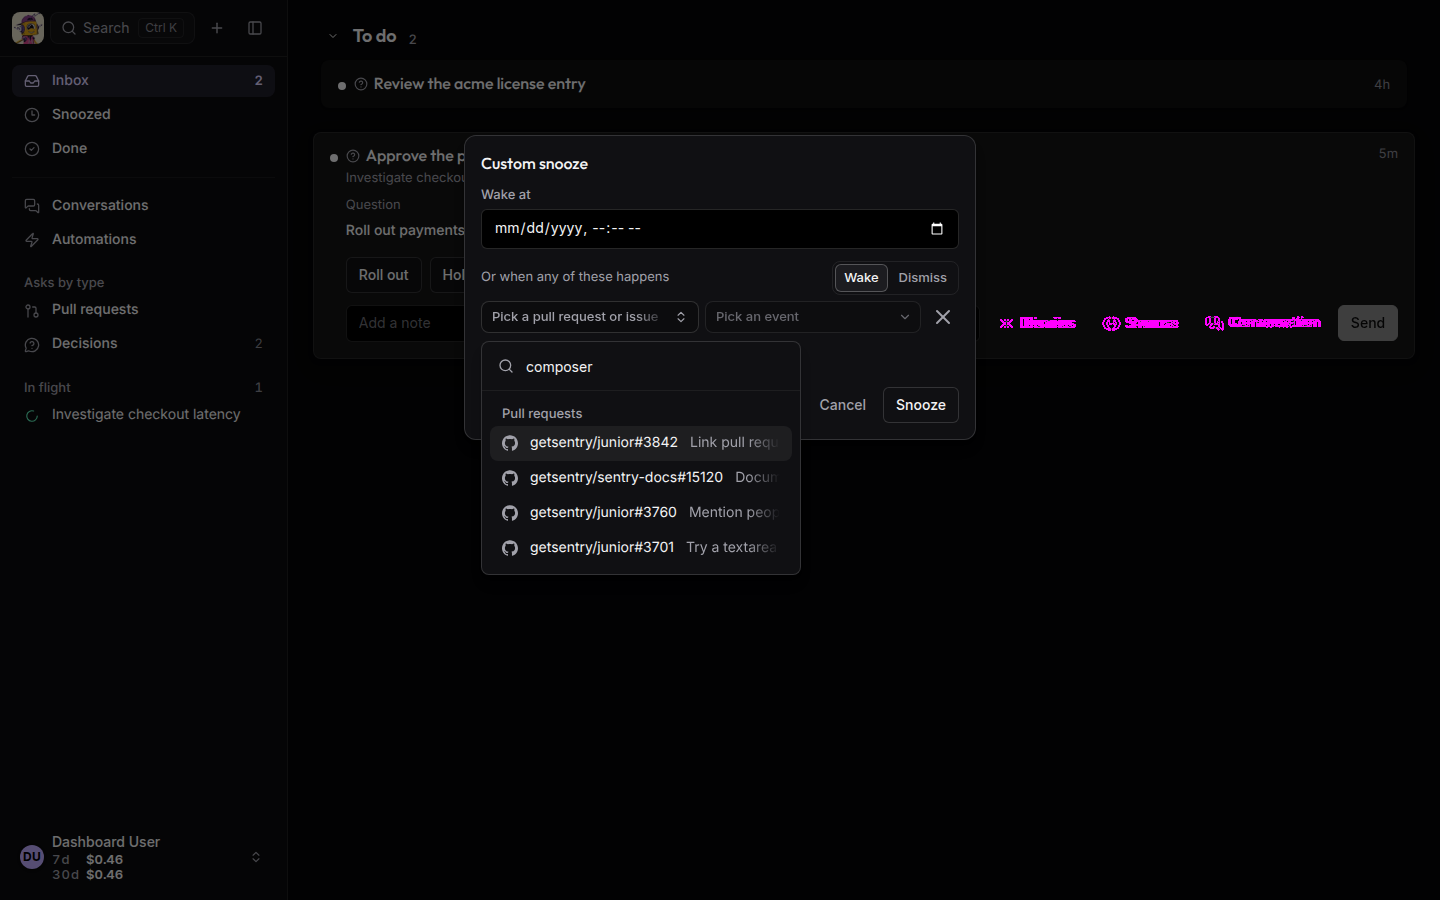 Search Ctrl K
Inbox 2
Snoozed
Done
Conversations
Automations
Asks by type
Pull requests
Decisions 2
In flight 1
Investigate checkout latency
Dashboard User
DU
7d $0.46
30d $0.46
To do 2
Review the acme license entry 4h
Approve the p 5m
Investigate checkou
Question
Roll out payments
Roll out Hol
Add a note
Send
Custom snooze
Wake at
mm/dd/yyyy, --:-- --
Or when any of these happens Wake Dismiss
Pick a pull request or issue Pick an event
composer
Pull requests
getsentry/junior#3842 Link pull requ
getsentry/sentry-docs#15120 Docum
getsentry/junior#3760 Mention peop
getsentry/junior#3701 Try a textarea
Cancel Snooze